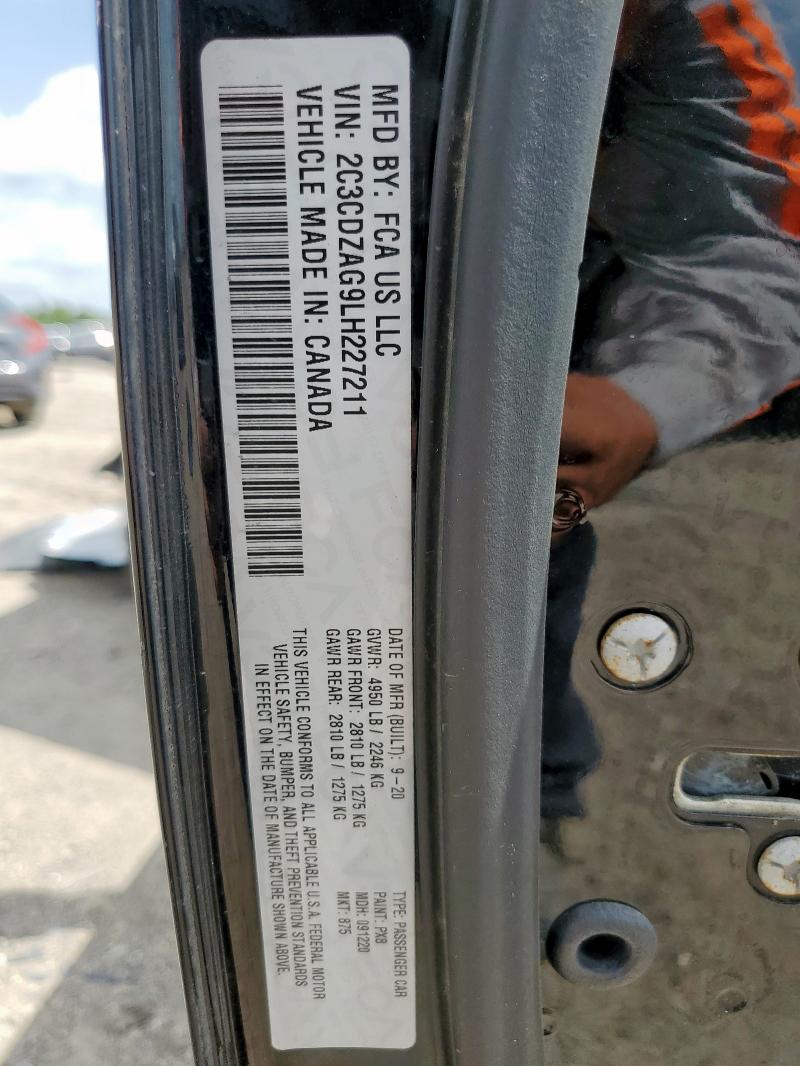 MFD BY: FCA US LLC
VIN: 2C3CDZAG9LH227211
VEHICLE MADE IN: CANADA
DATE OF MFR (BUILT): 9-20
GVWR: 4950 LB / 2246 KG
GAWR FRONT: 2810 LB / 1275 KG
GAWR REAR: 2810 LB / 1275 KG
TYPE: PASSENGER CAR
PAINT: PX8
MDH: 091220
MKT: 875
THIS VEHICLE CONFORMS TO ALL APPLICABLE U.S.A. FEDERAL MOTOR
VEHICLE SAFETY, BUMPER, AND THEFT PREVENTION STANDARDS
IN EFFECT ON THE DATE OF MANUFACTURE SHOWN ABOVE.